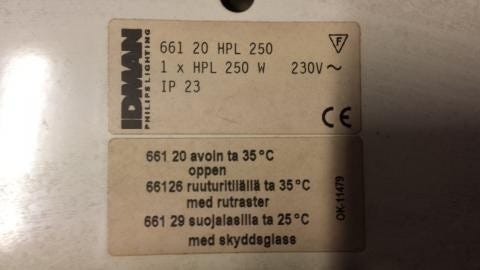 IDMAN
PHILIPS LIGHTING
661 20 HPL 250
1 x HPL 250 W 230V ~
IP 23
F
CE
661 20 avoin ta 35 °C
oppen
66126 ruuturitilällä ta 35°C
med rutraster
661 29 suojalasilla ta 25°C
med skyddsglass
OK-11479